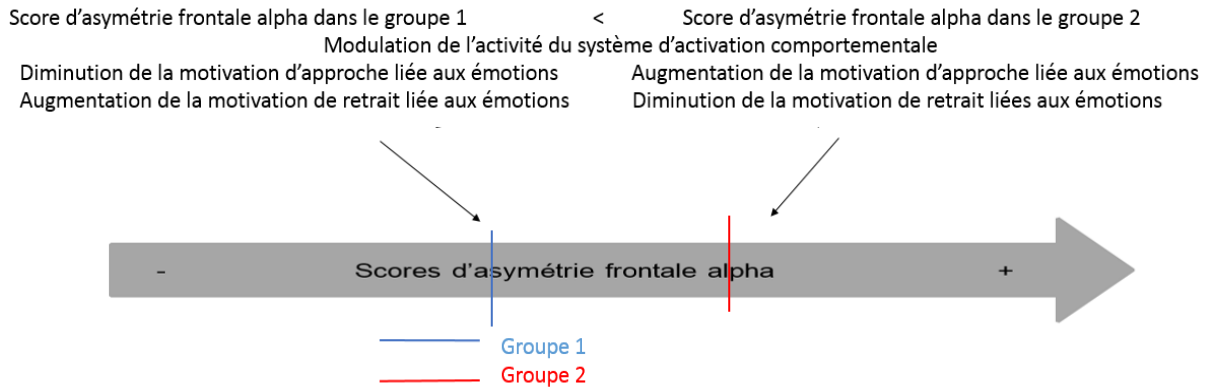 Score d’asymétrie frontale alpha dans le groupe 1 < Score d’asymétrie frontale alpha dans le groupe 2
Modulation de l’activité du système d’activation comportementale
Diminution de la motivation d’approche liée aux émotions Augmentation de la motivation d’approche liée aux émotions
Augmentation de la motivation de retrait liée aux émotions Diminution de la motivation de retrait liées aux émotions
- Scores d’asymétrie frontale alpha +
Groupe 1
Groupe 2